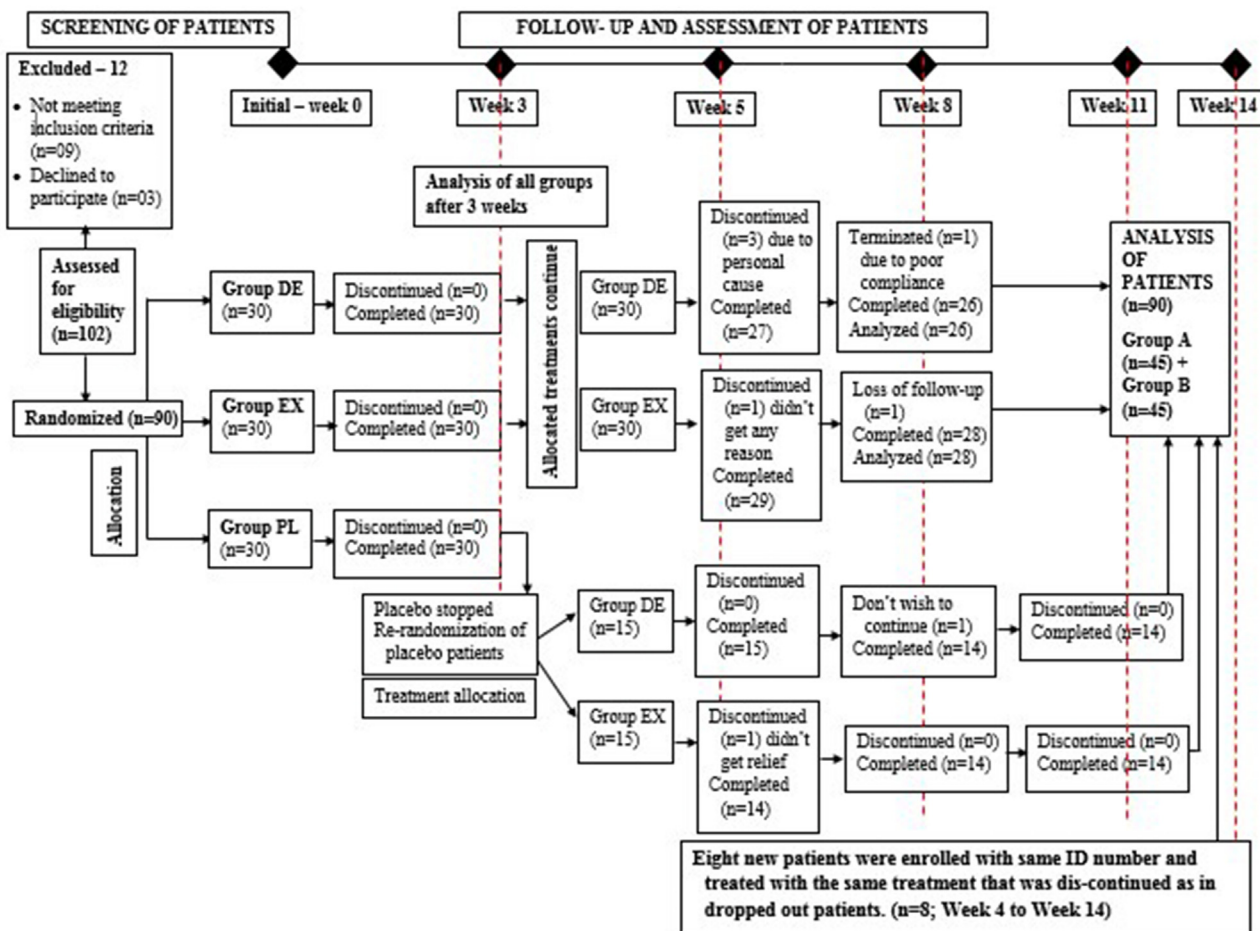 SCREENING OF PATIENTS
FOLLOW- UP AND ASSESSMENT OF PATIENTS
Excluded – 12
• Not meeting
inclusion criteria
(n=09)
• Declined to
participate (n=03)
Initial – week 0
Week 3
Week 5
Week 8
Week 11
Week 14
Analysis of all groups
after 3 weeks
Assessed
for
eligibility
(n=102)
Randomized (n=90)
Allocation
Group DE
(n=30)
Discontinued (n=0)
Completed (n=30)
Allocated treatments continue
Group DE
(n=30)
Discontinued
(n=3) due to
personal
cause
Completed
(n=27)
Terminated (n=1)
due to poor
compliance
Completed (n=26)
Analyzed (n=26)
ANALYSIS
OF
PATIENTS
(n=90)
Group A
(n=45) +
Group B
(n=45)
Group EX
(n=30)
Discontinued (n=0)
Completed (n=30)
Group EX
(n=30)
Discontinued
(n=1) didn't
get any
reason
Completed
(n=29)
Loss of follow-up
(n=1)
Completed (n=28)
Analyzed (n=28)
Group PL
(n=30)
Discontinued (n=0)
Completed (n=30)
Placebo stopped
Re-randomization of
placebo patients
Treatment allocation
Group DE
(n=15)
Discontinued
(n=0)
Completed
(n=15)
Don't wish to
continue (n=1)
Completed (n=14)
Discontinued (n=0)
Completed (n=14)
Group EX
(n=15)
Discontinued
(n=1) didn't
get relief
Completed
(n=14)
Discontinued (n=0)
Completed (n=14)
Discontinued (n=0)
Completed (n=14)
Eight new patients were enrolled with same ID number and
treated with the same treatment that was dis-continued as in
dropped out patients. (n=8; Week 4 to Week 14)